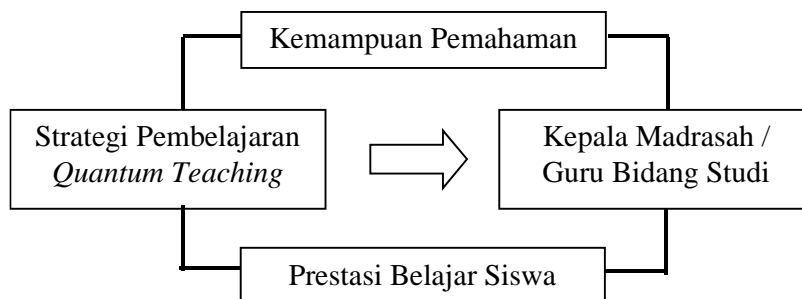 Kemampuan Pemahaman
Strategi Pembelajaran
Quantum Teaching
Kepala Madrasah /
Guru Bidang Studi
Prestasi Belajar Siswa